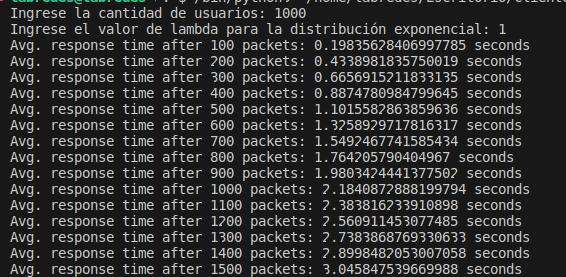 Ingrese la cantidad de usuarios: 1000
Ingrese el valor de lambda para la distribución exponencial: 1
Avg. response time after 100 packets: 0.19835628406997785 seconds
Avg. response time after 200 packets: 0.4338981835750019 seconds
Avg. response time after 300 packets: 0.6656915211833135 seconds
Avg. response time after 400 packets: 0.8874780984799645 seconds
Avg. response time after 500 packets: 1.1015582863859636 seconds
Avg. response time after 600 packets: 1.3258929717816317 seconds
Avg. response time after 700 packets: 1.5492467741585434 seconds
Avg. response time after 800 packets: 1.764205790404967 seconds
Avg. response time after 900 packets: 1.9803424441377502 seconds
Avg. response time after 1000 packets: 2.1840872888199794 seconds
Avg. response time after 1100 packets: 2.383816233910898 seconds
Avg. response time after 1200 packets: 2.560911453077485 seconds
Avg. response time after 1300 packets: 2.7383868769330633 seconds
Avg. response time after 1400 packets: 2.8998482053007058 seconds
Avg. response time after 1500 packets: 3.045847539669988 seconds